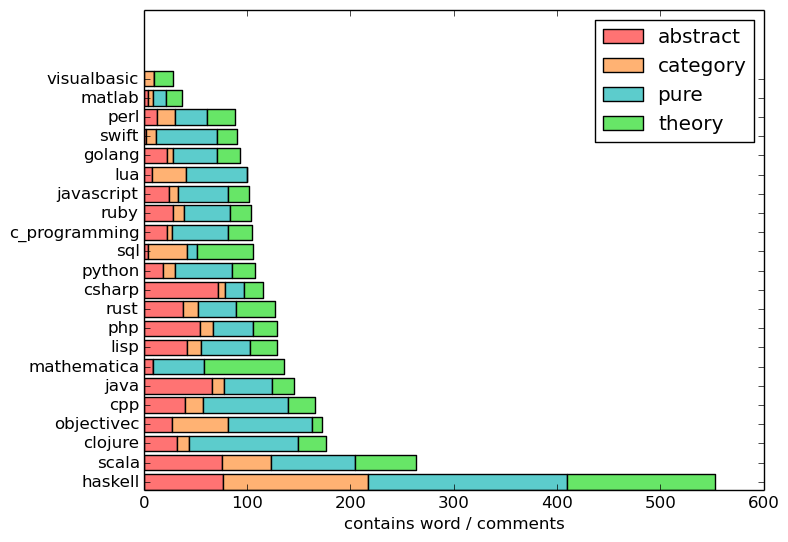 abstract
category
pure
theory
visualbasic
matlab
perl
swift
golang
lua
javascript
ruby
c_programming
sql
python
csharp
rust
php
lisp
mathematica
java
cpp
objectivec
clojure
scala
haskell
0 100 200 300 400 500 600
contains word / comments